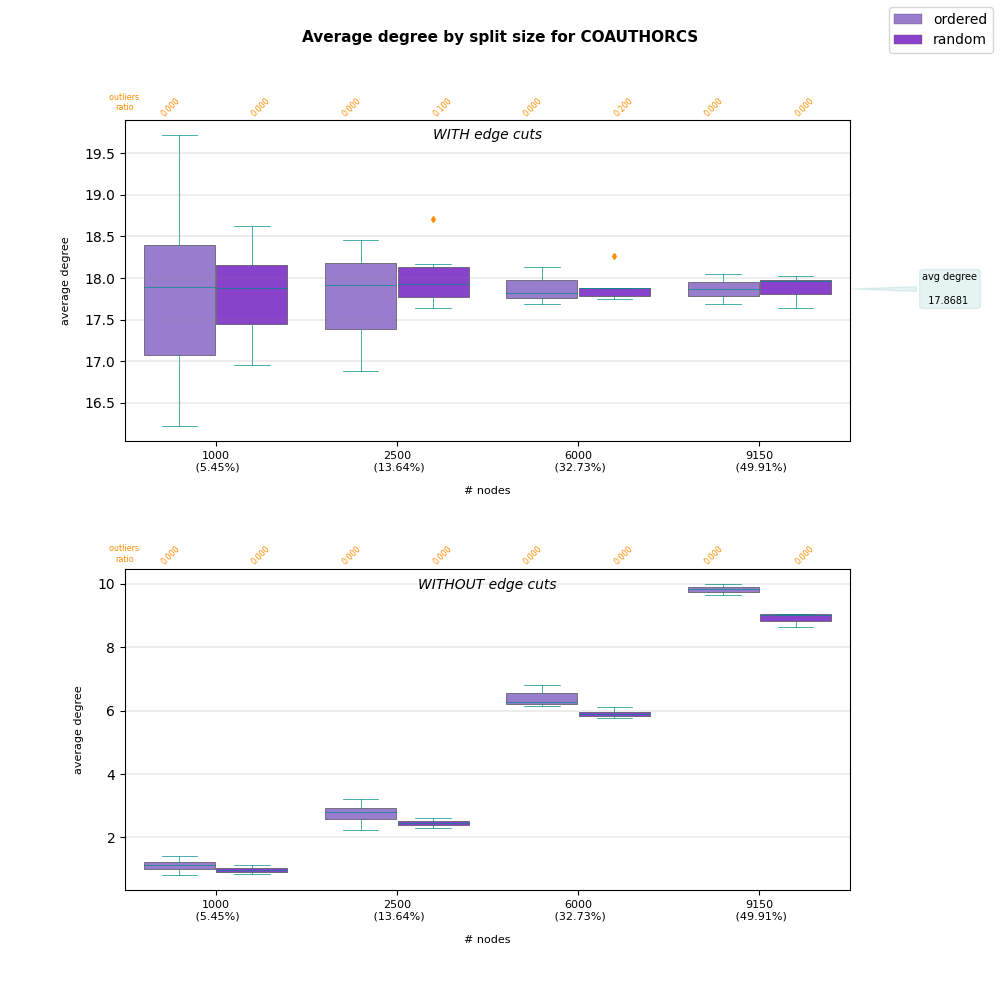 Average degree by split size for COAUTHORCS
ordered
random
outliers
ratio
0.000 0.000 0.000 0.100 0.000 0.200 0.000 0.000
WITH edge cuts
19.5
19.0
18.5
18.0
17.5
17.0
16.5
average degree
avg degree
17.8681
1000 2500 6000 9150
(5.45%) (13.64%) (32.73%) (49.91%)
# nodes
outliers
ratio
0.000 0.000 0.000 0.000 0.000 0.000 0.000 0.000
WITHOUT edge cuts
10
8
6
4
2
average degree
1000 2500 6000 9150
(5.45%) (13.64%) (32.73%) (49.91%)
# nodes